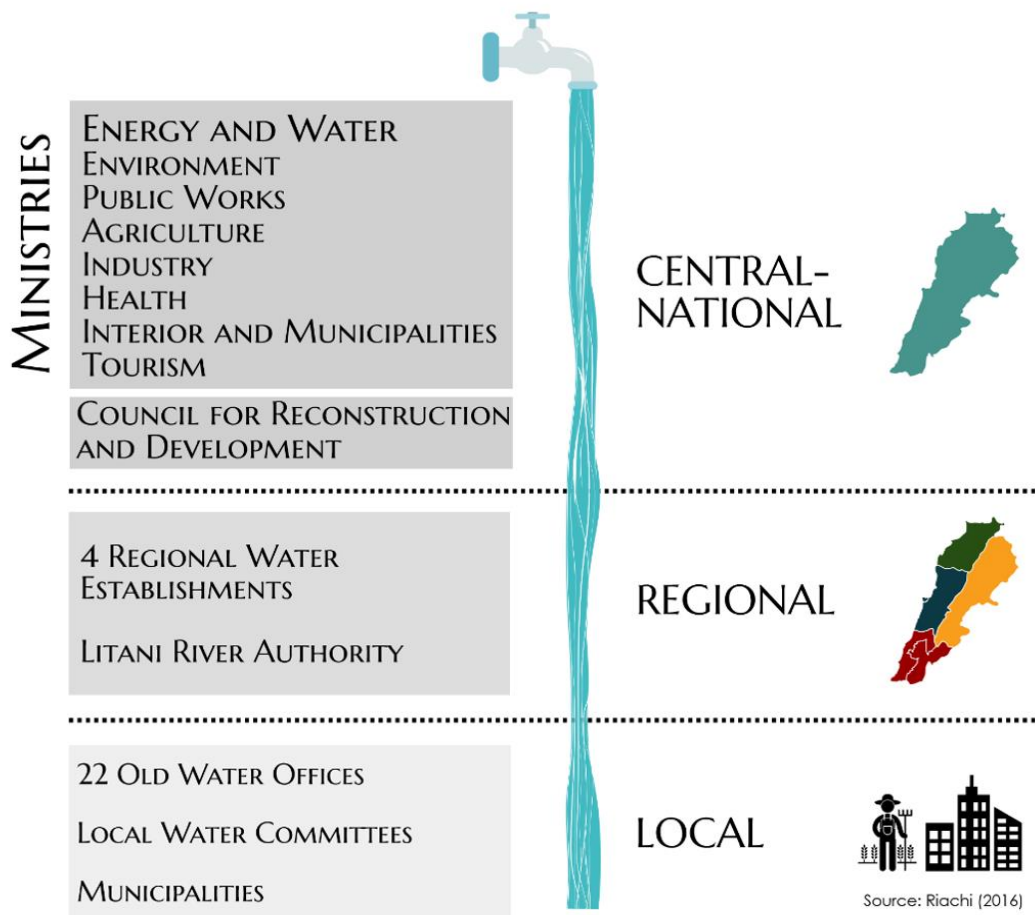 MINISTRIES
ENERGY AND WATER
ENVIRONMENT
PUBLIC WORKS
AGRICULTURE
INDUSTRY
HEALTH
INTERIOR AND MUNICIPALITIES
TOURISM
COUNCIL FOR RECONSTRUCTION
AND DEVELOPMENT
CENTRAL-
NATIONAL
4 REGIONAL WATER
ESTABLISHMENTS
LITANI RIVER AUTHORITY
REGIONAL
22 OLD WATER OFFICES
LOCAL WATER COMMITTEES
MUNICIPALITIES
LOCAL
Source: Riachi (2016)